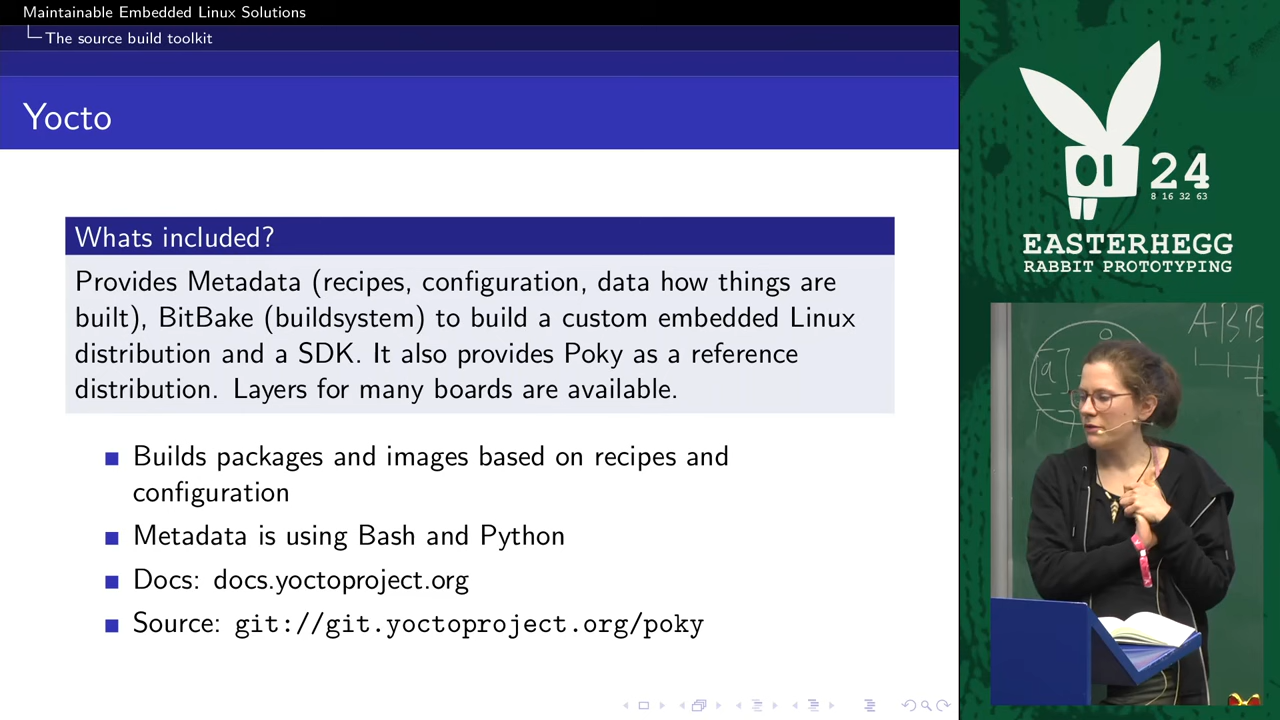 Maintainable Embedded Linux Solutions
The source build toolkit
Yocto
Whats included?
Provides Metadata (recipes, configuration, data how things are
built), BitBake (buildsystem) to build a custom embedded Linux
distribution and a SDK. It also provides Poky as a reference
distribution. Layers for many boards are available.
Builds packages and images based on recipes and
configuration
Metadata is using Bash and Python
Docs: docs.yoctoproject.org
Source: git://git.yoctoproject.org/poky
24
8 16 32 63
EASTERHEGG
RABBIT PROTOTYPING